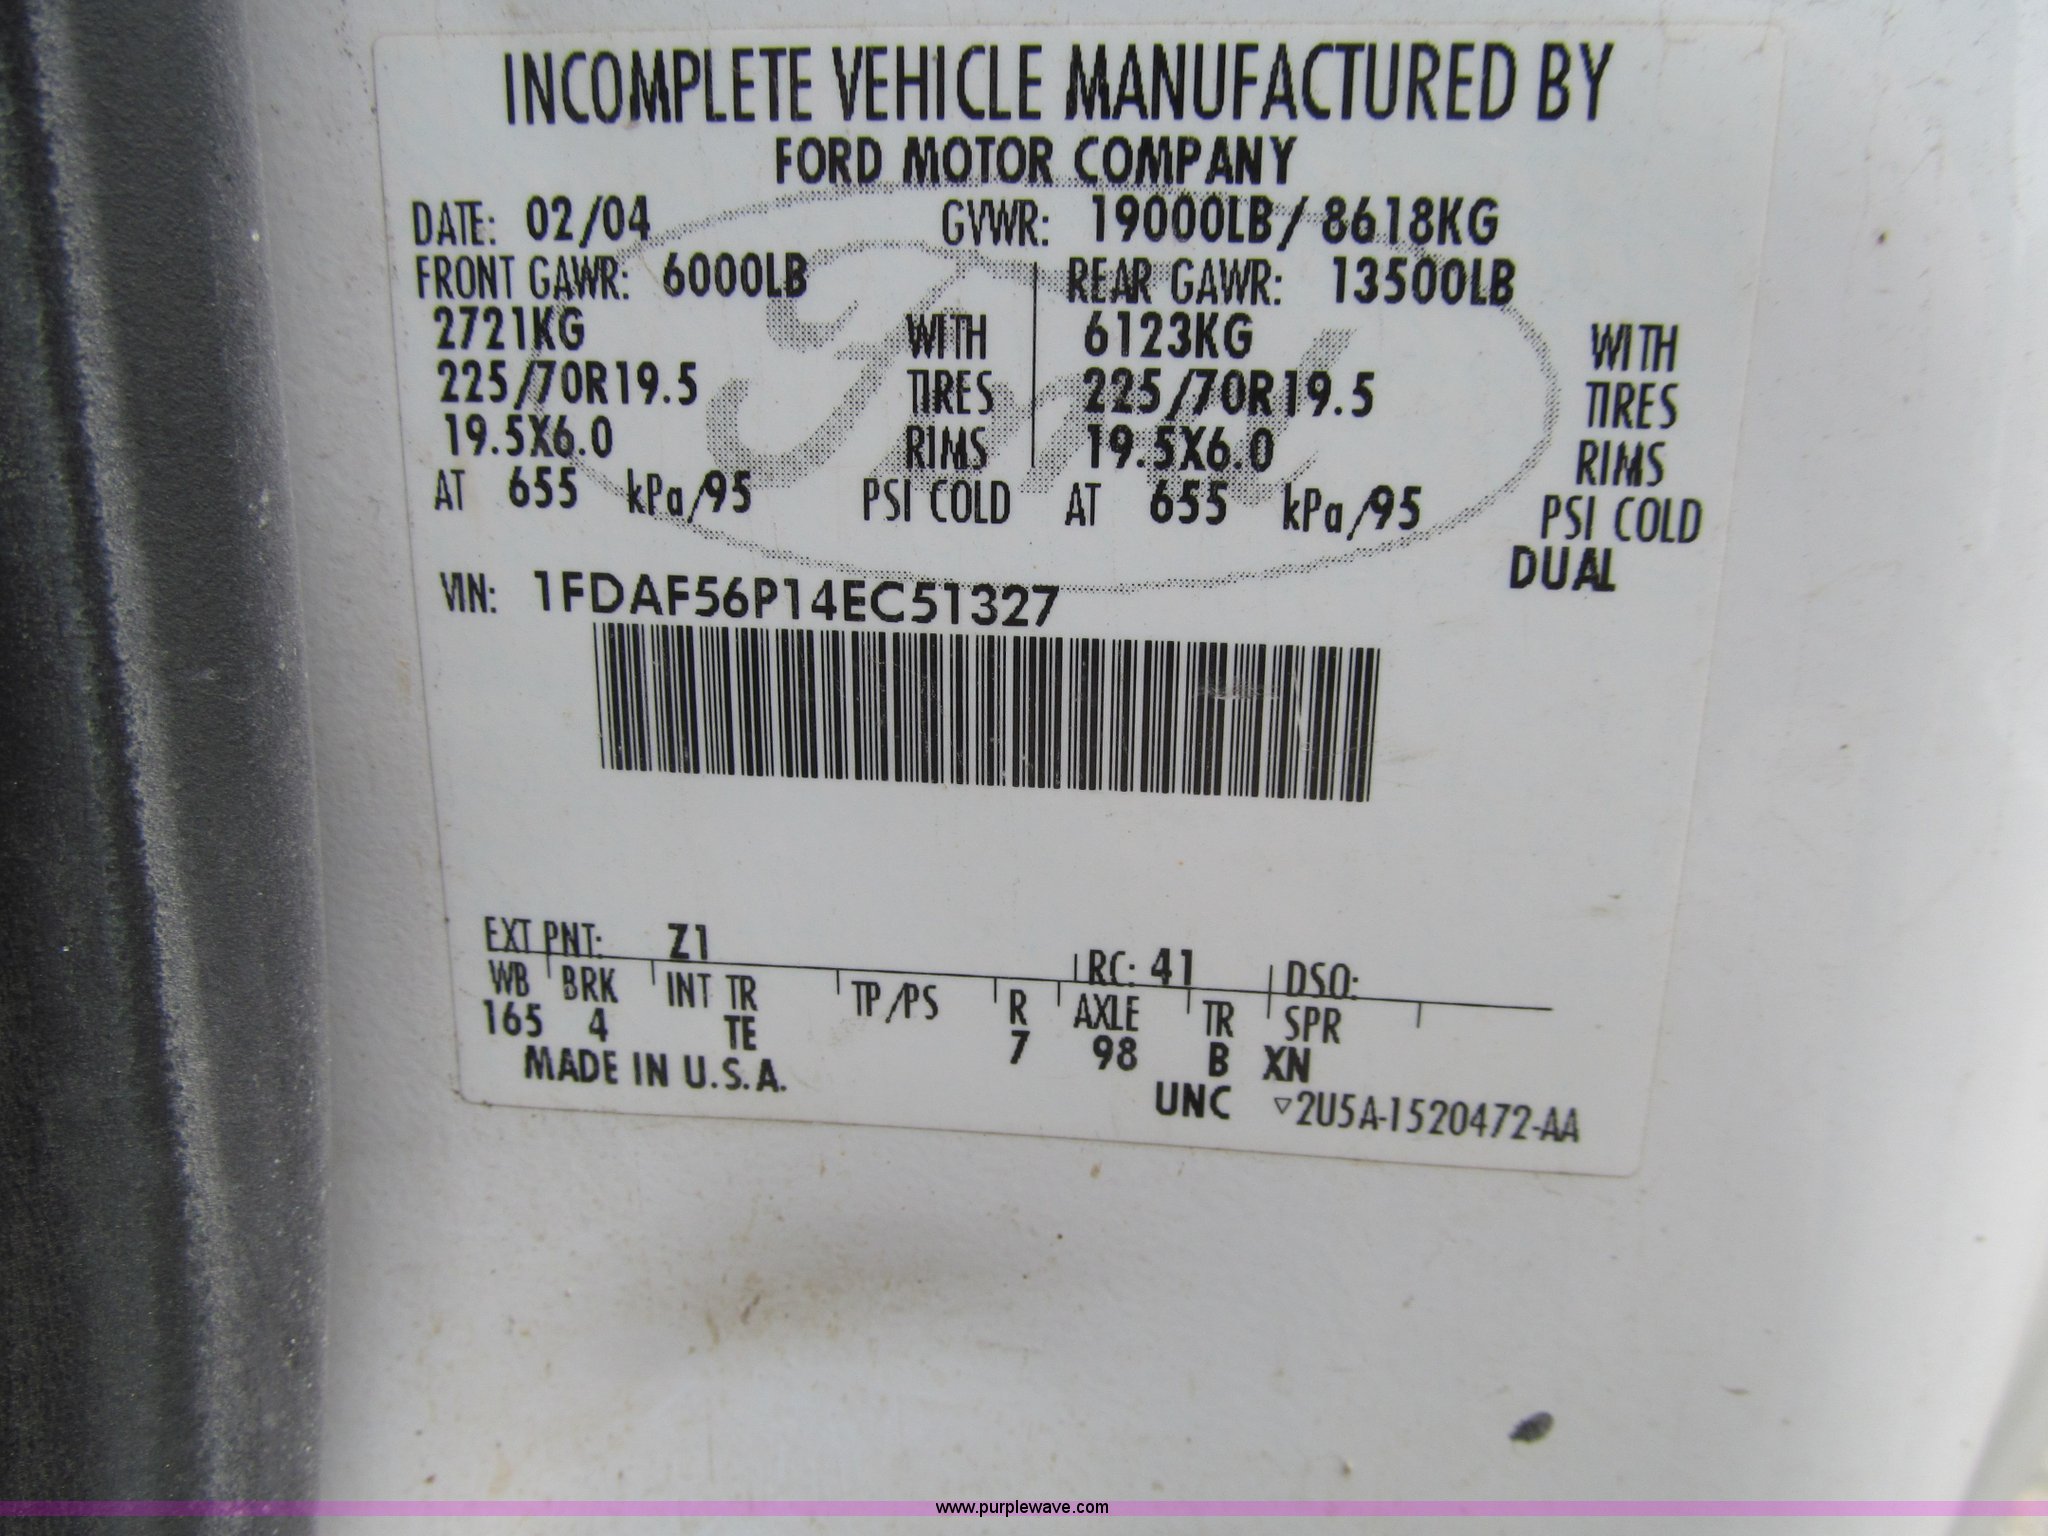 INCOMPLETE VEHICLE MANUFACTURED BY
FORD MOTOR COMPANY
DATE: 02/04 GVWR: 19000LB/ 8618KG
FRONT GAWR: 6000LB REAR GAWR: 13500LB
2721KG WITH 6123KG WITH
225/70R19.5 TIRES 225/70R19.5 TIRES
19.5X6.0 RIMS 19.5X6.0 RIMS
AT 655 kPa/95 PSI COLD AT 655 kPa/95 PSI COLD
DUAL
Ford
VIN: 1FDAF56P14EC51327
EXT PNT: Z1 RC: 41 DSO:
WB BRK INT TR TP/PS R AXLE TR SPR
165 4 TE 7 98 B XN
MADE IN U.S.A.
UNC ▽2U5A-1520472-AA
www.purplewave.com